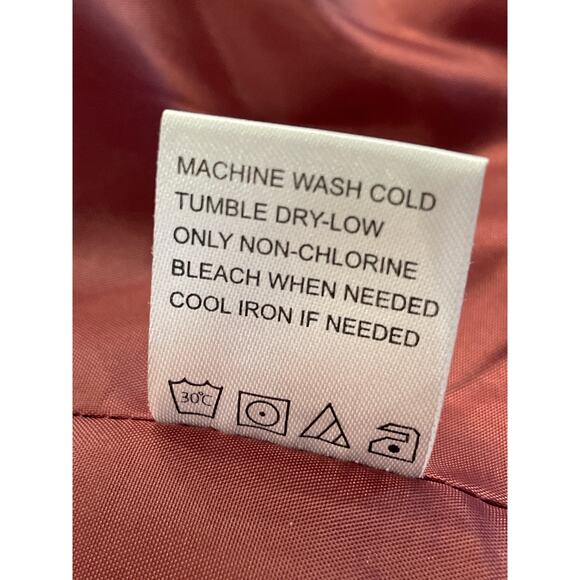 MACHINE WASH COLD
TUMBLE DRY-LOW
ONLY NON-CHLORINE
BLEACH WHEN NEEDED
COOL IRON IF NEEDED
30℃